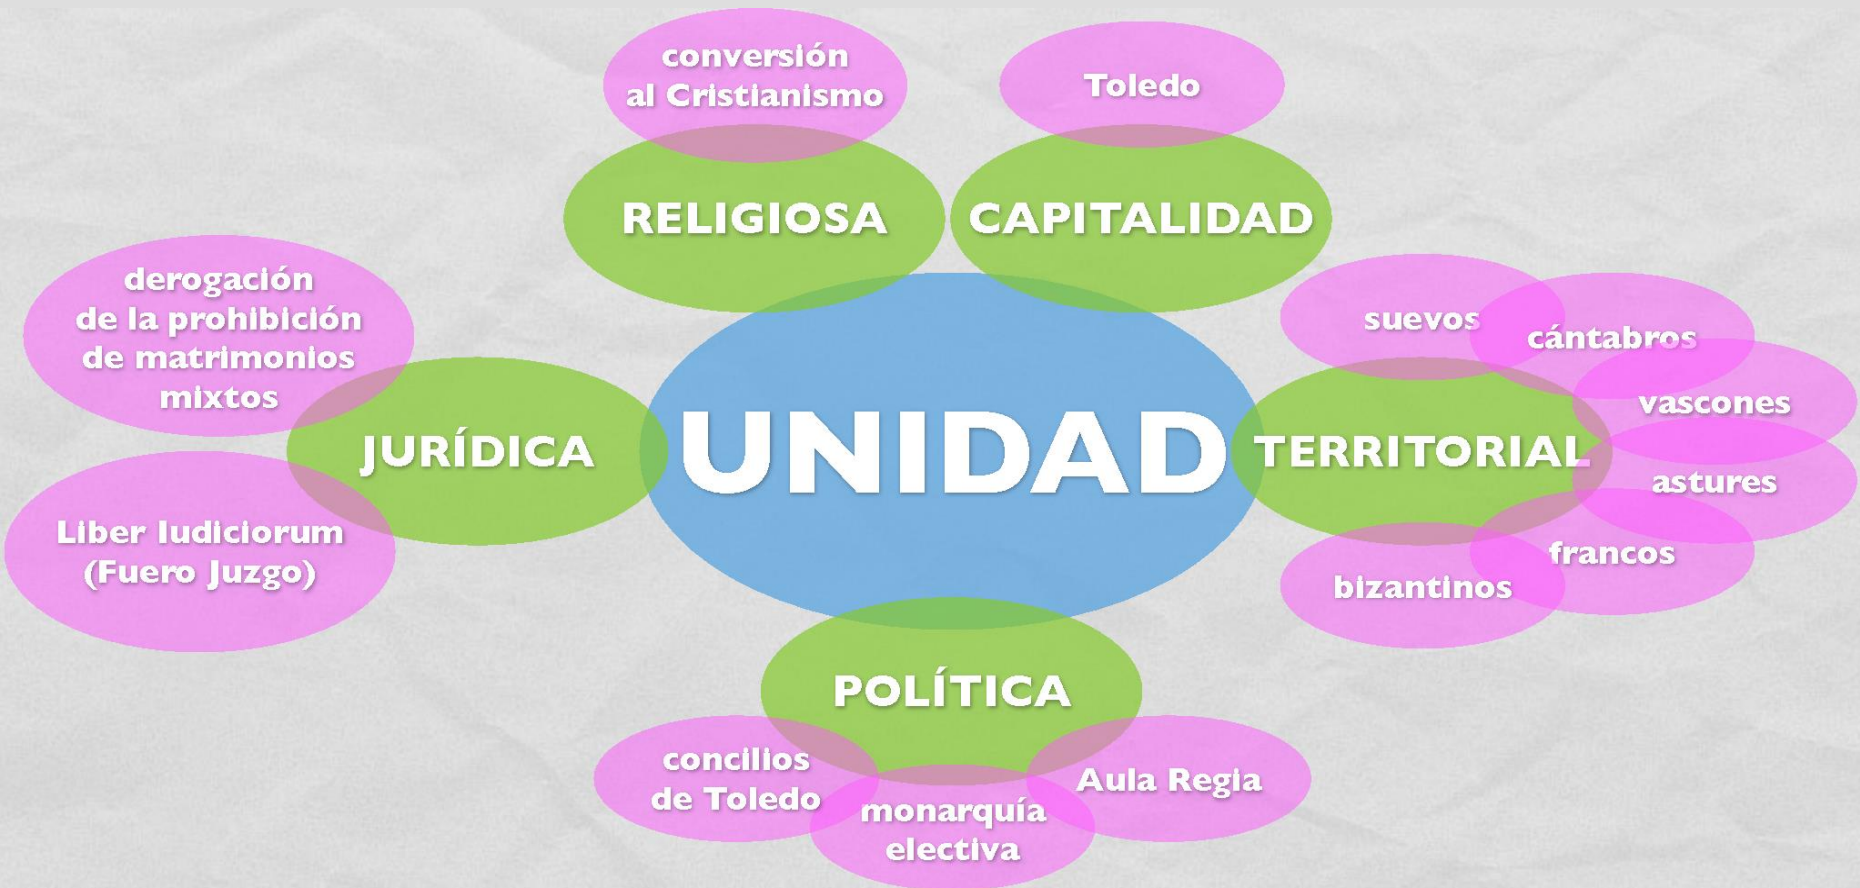 conversión
al Cristianismo
Toledo
RELIGIOSA
CAPITALIDAD
derogación
de la prohibición
de matrimonios
mixtos
suevos
cántabros
vascones
JURÍDICA
UNIDAD
TERRITORIAL
astures
Liber Iudiciorum
(Fuero Juzgo)
francos
bizantinos
POLÍTICA
concilios
de Toledo
monarquía
electiva
Aula Regia